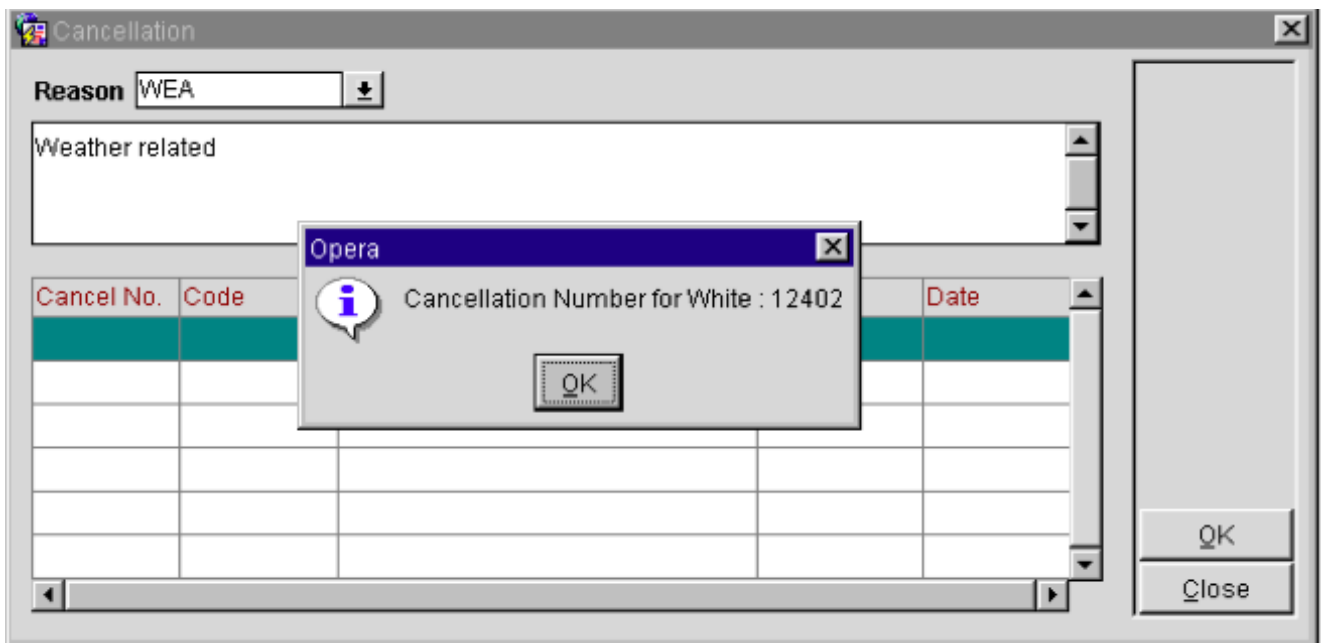 Cancellation
Reason WEA
Weather related
Opera
Cancellation Number for White : 12402
OK
Cancel No. Code Date
OK
Close